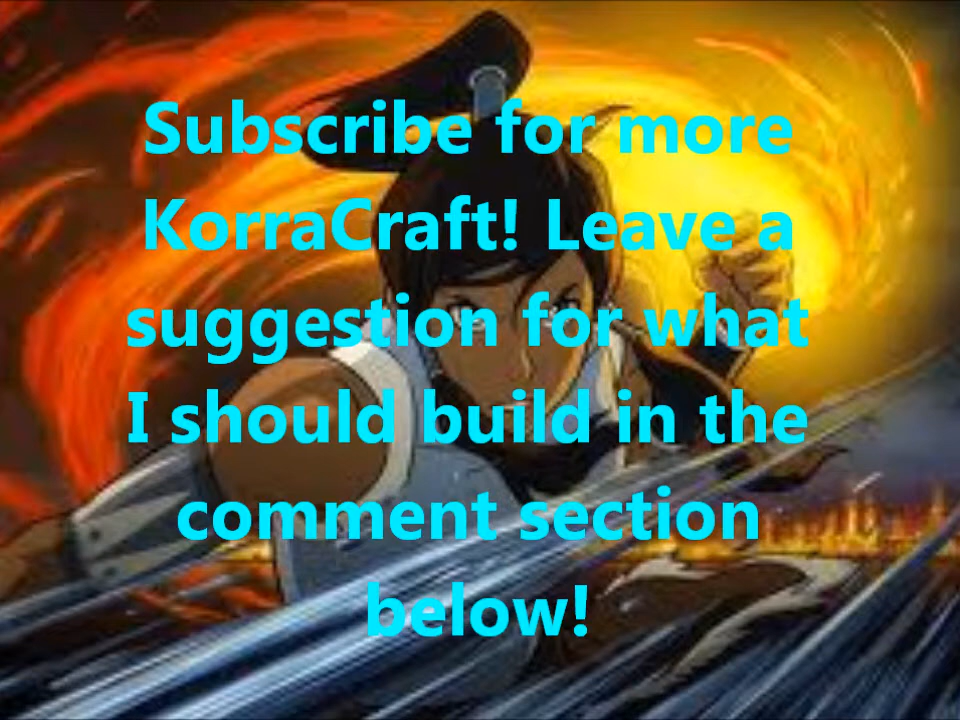 Subscribe for more
KorraCraft! Leave a
suggestion for what
I should build in the
comment section
below!